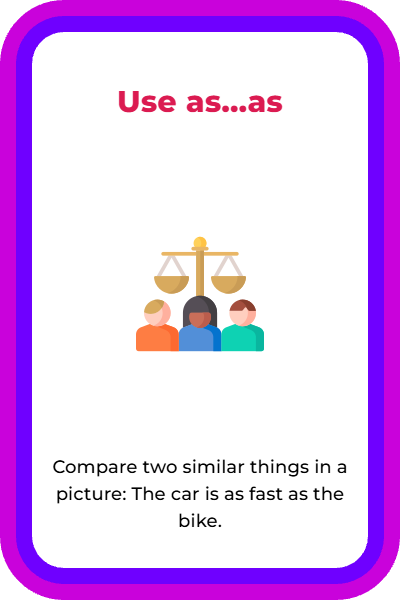 Use as...as
Compare two similar things in a
picture: The car is as fast as the
bike.